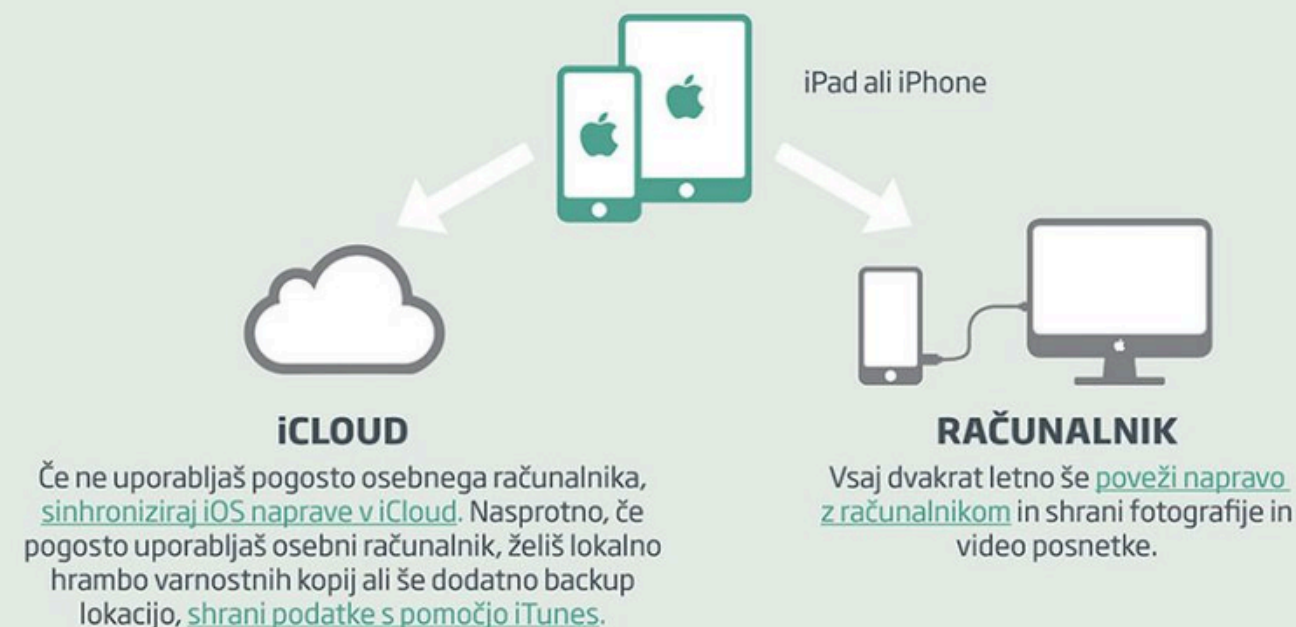 iPad ali iPhone
iCLOUD
Če ne uporabljaš pogosto osebnega računalnika,
sinhroniziraj iOS naprave v iCloud. Nasprotno, če
pogosto uporabljaš osebni računalnik, želiš lokalno
hrambo varnostnih kopij ali še dodatno backup
lokacijo, shrani podatke s pomočjo iTunes.
RAČUNALNIK
Vsaj dvakrat letno še poveži napravo
z računalnikom in shrani fotografije in
video posnetke.